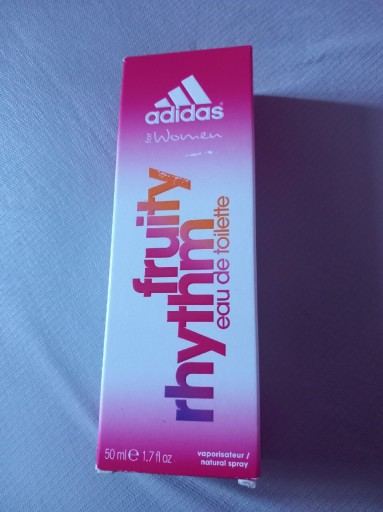 adidas
for Women
fruity
rhythm
eau de toilette
50 ml ℮ 1.7 fl oz
vaporisateur /
natural spray